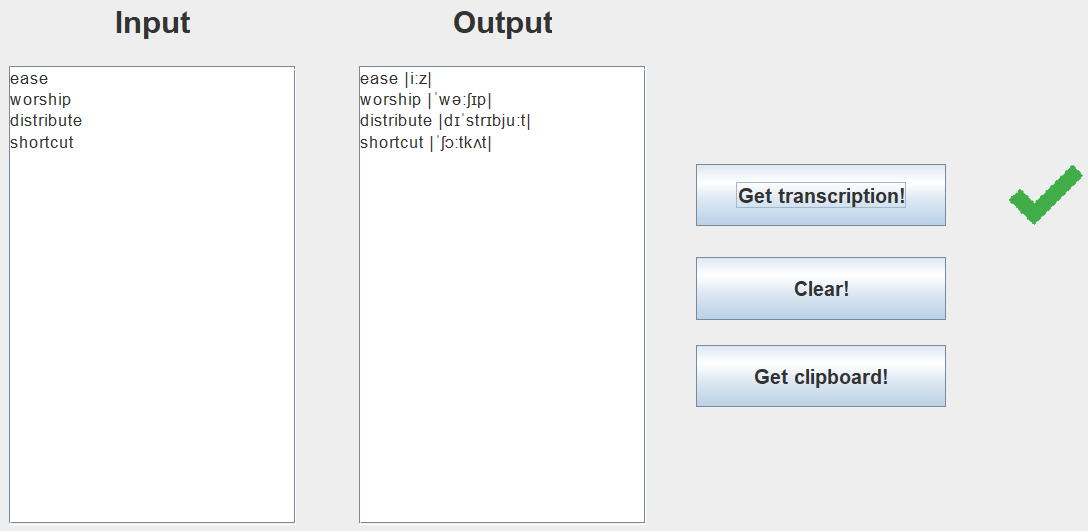 Input
ease
worship
distribute
shortcut
Output
ease |iːz|
worship |ˈwəːʃɪp|
distribute |dɪˈstrɪbjuːt|
shortcut |ˈʃɔːtkʌt|
Get transcription!
Clear!
Get clipboard!